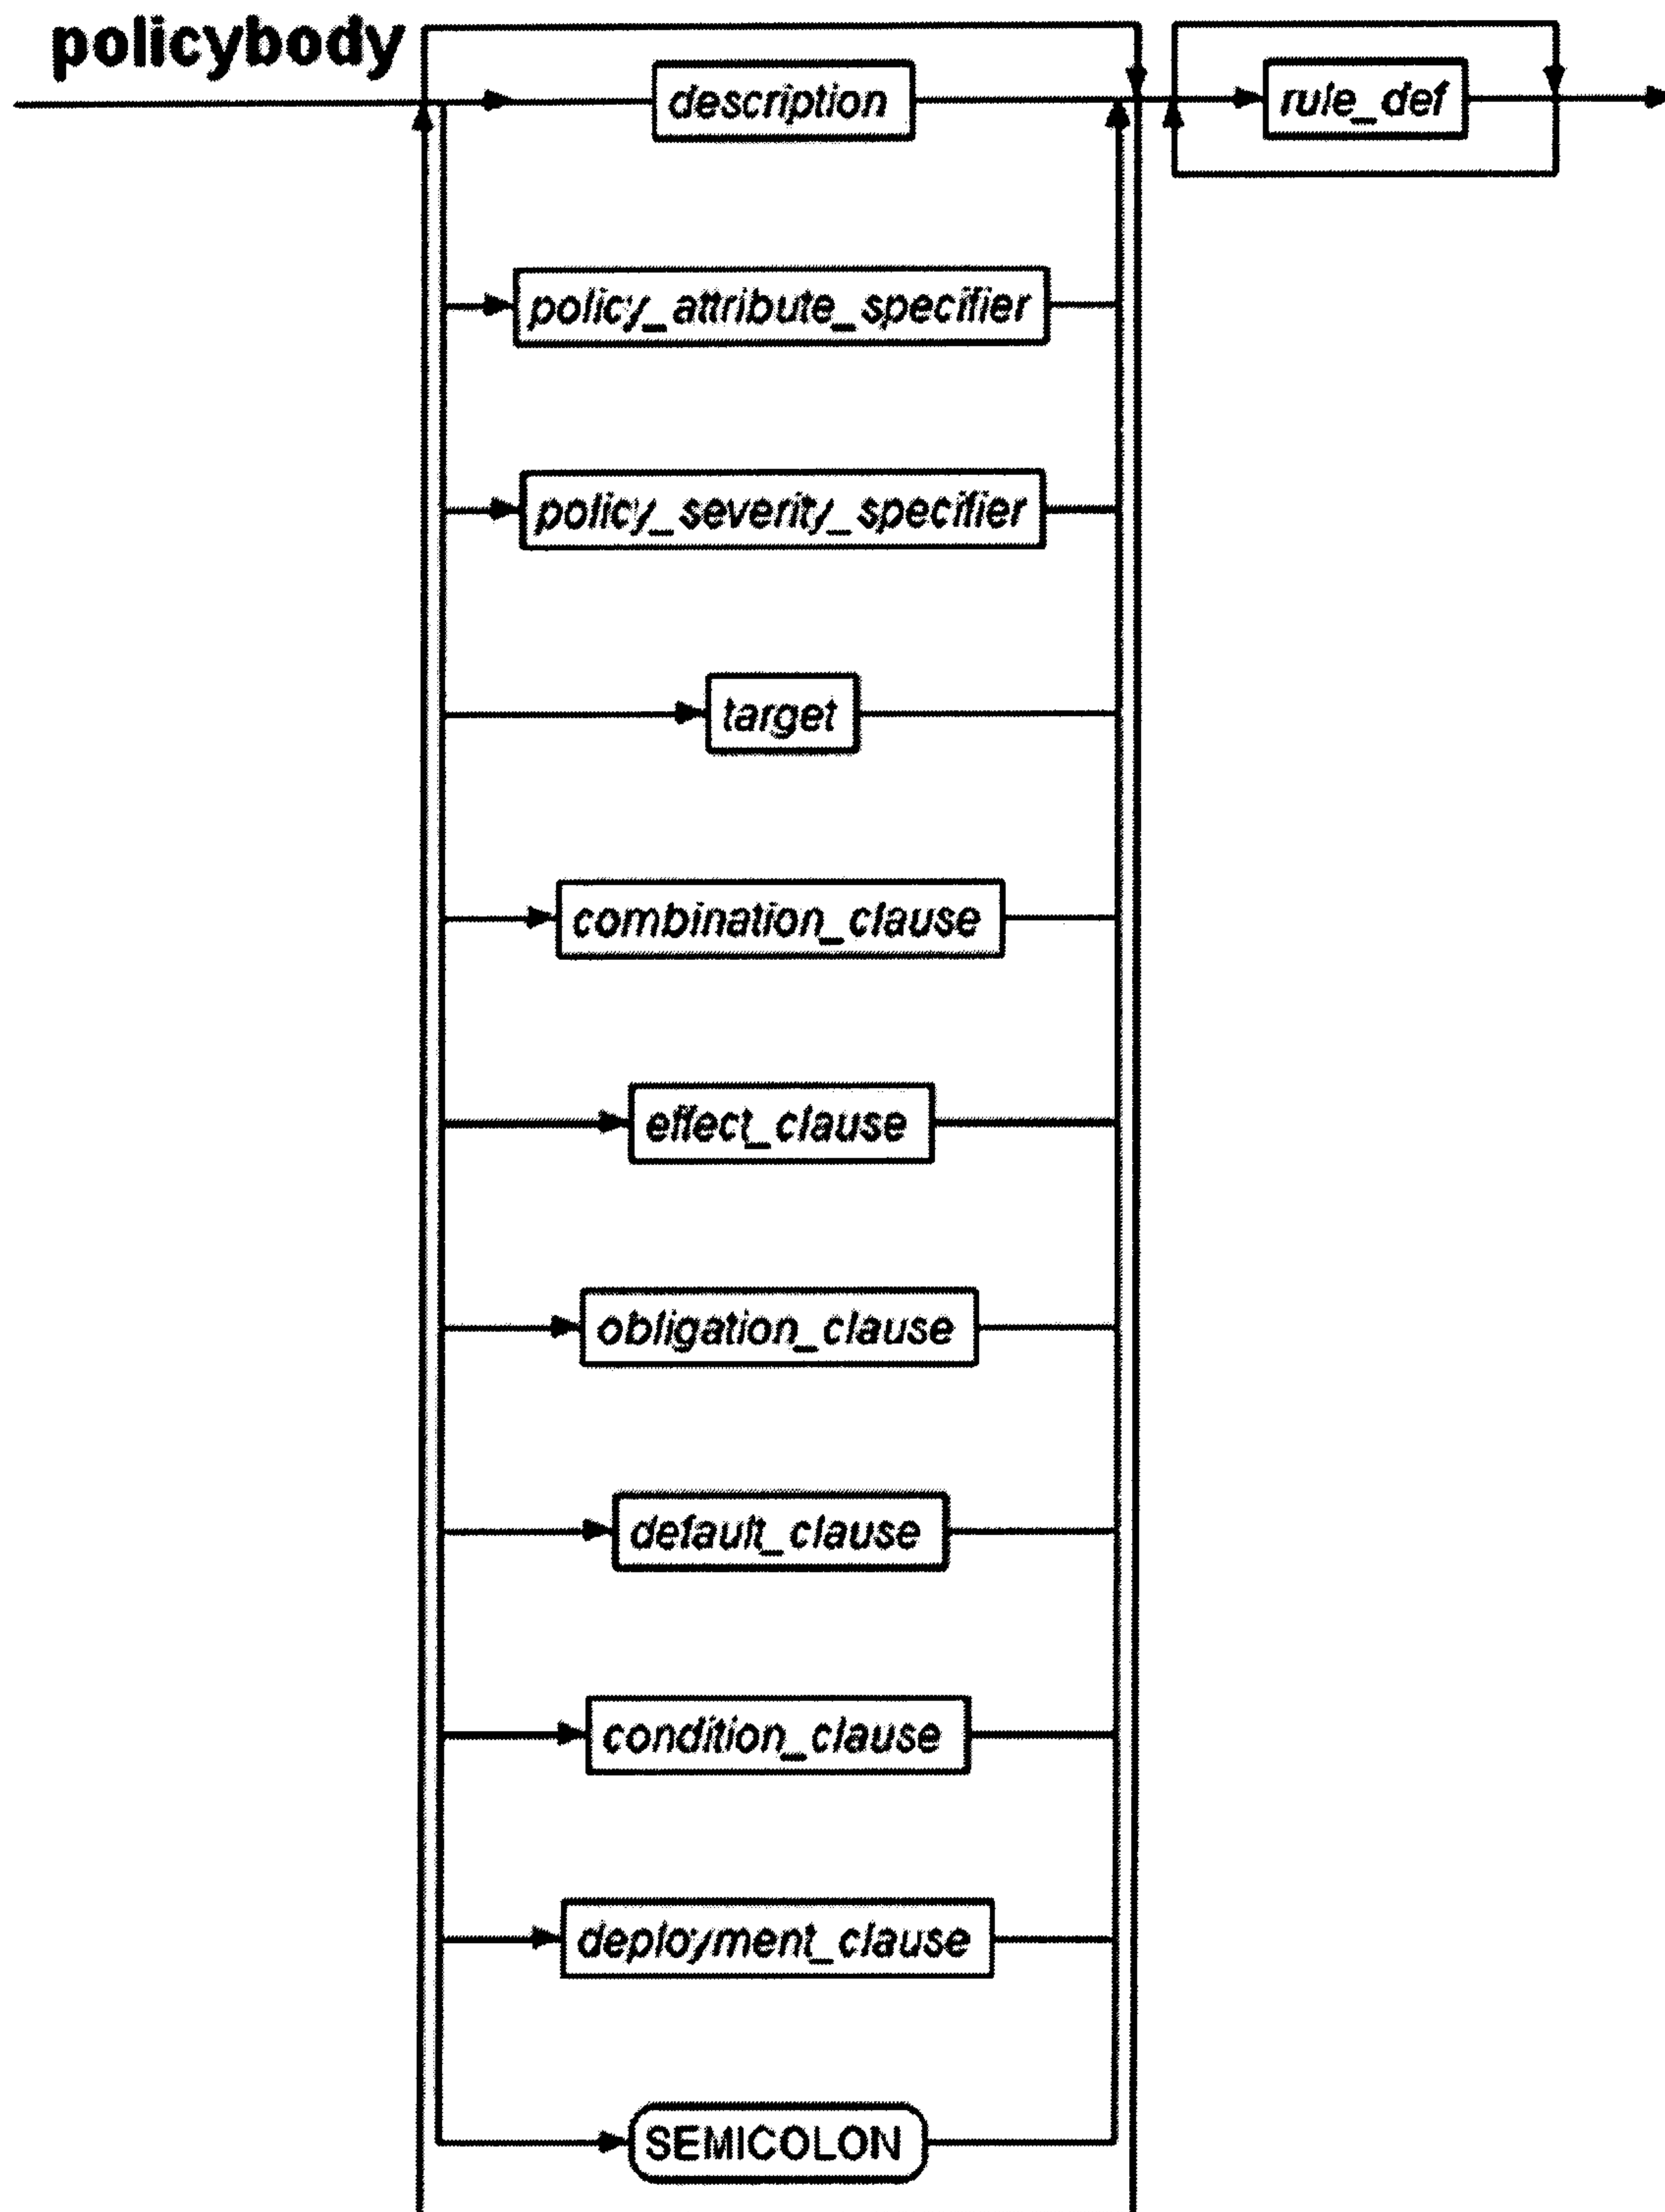 policybody
description
rule_def
policy_attribute_specifier
policy_severity_specifier
target
combination_clause
effect_clause
obligation_clause
default_clause
condition_clause
deployment_clause
SEMICOLON